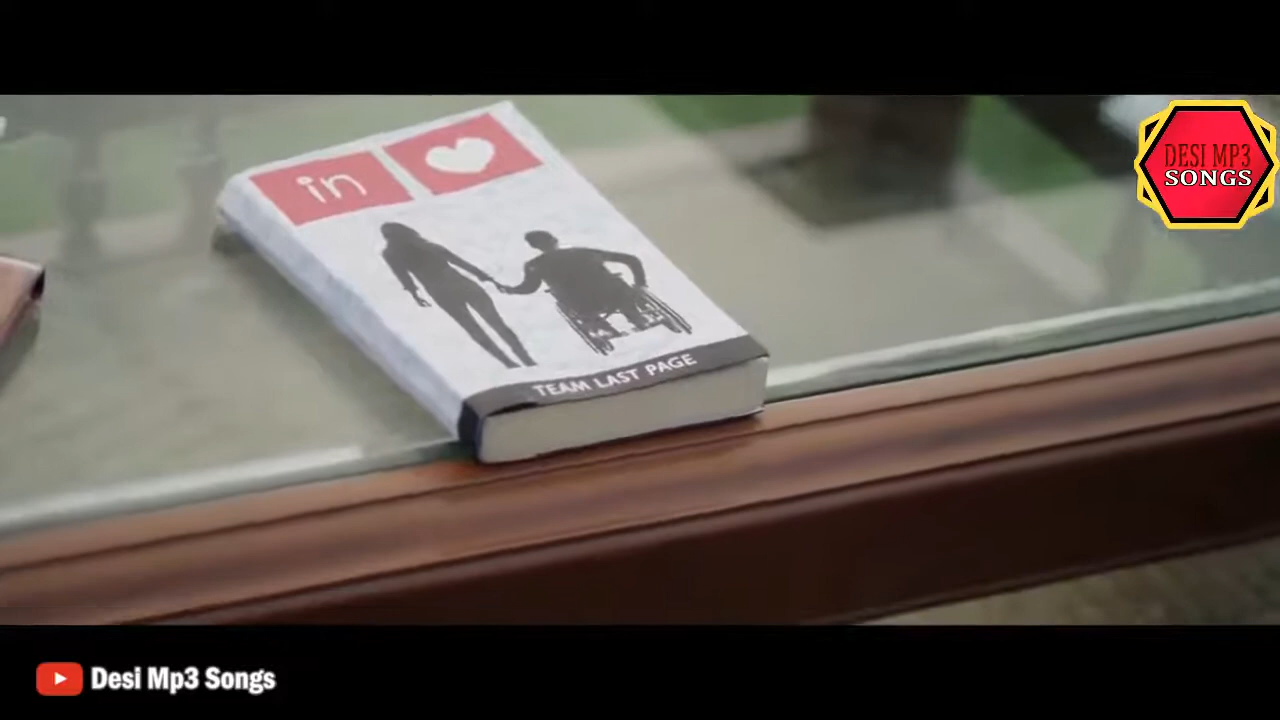 in
TEAM LAST PAGE
DESI MP3
SONGS
Desi Mp3 Songs